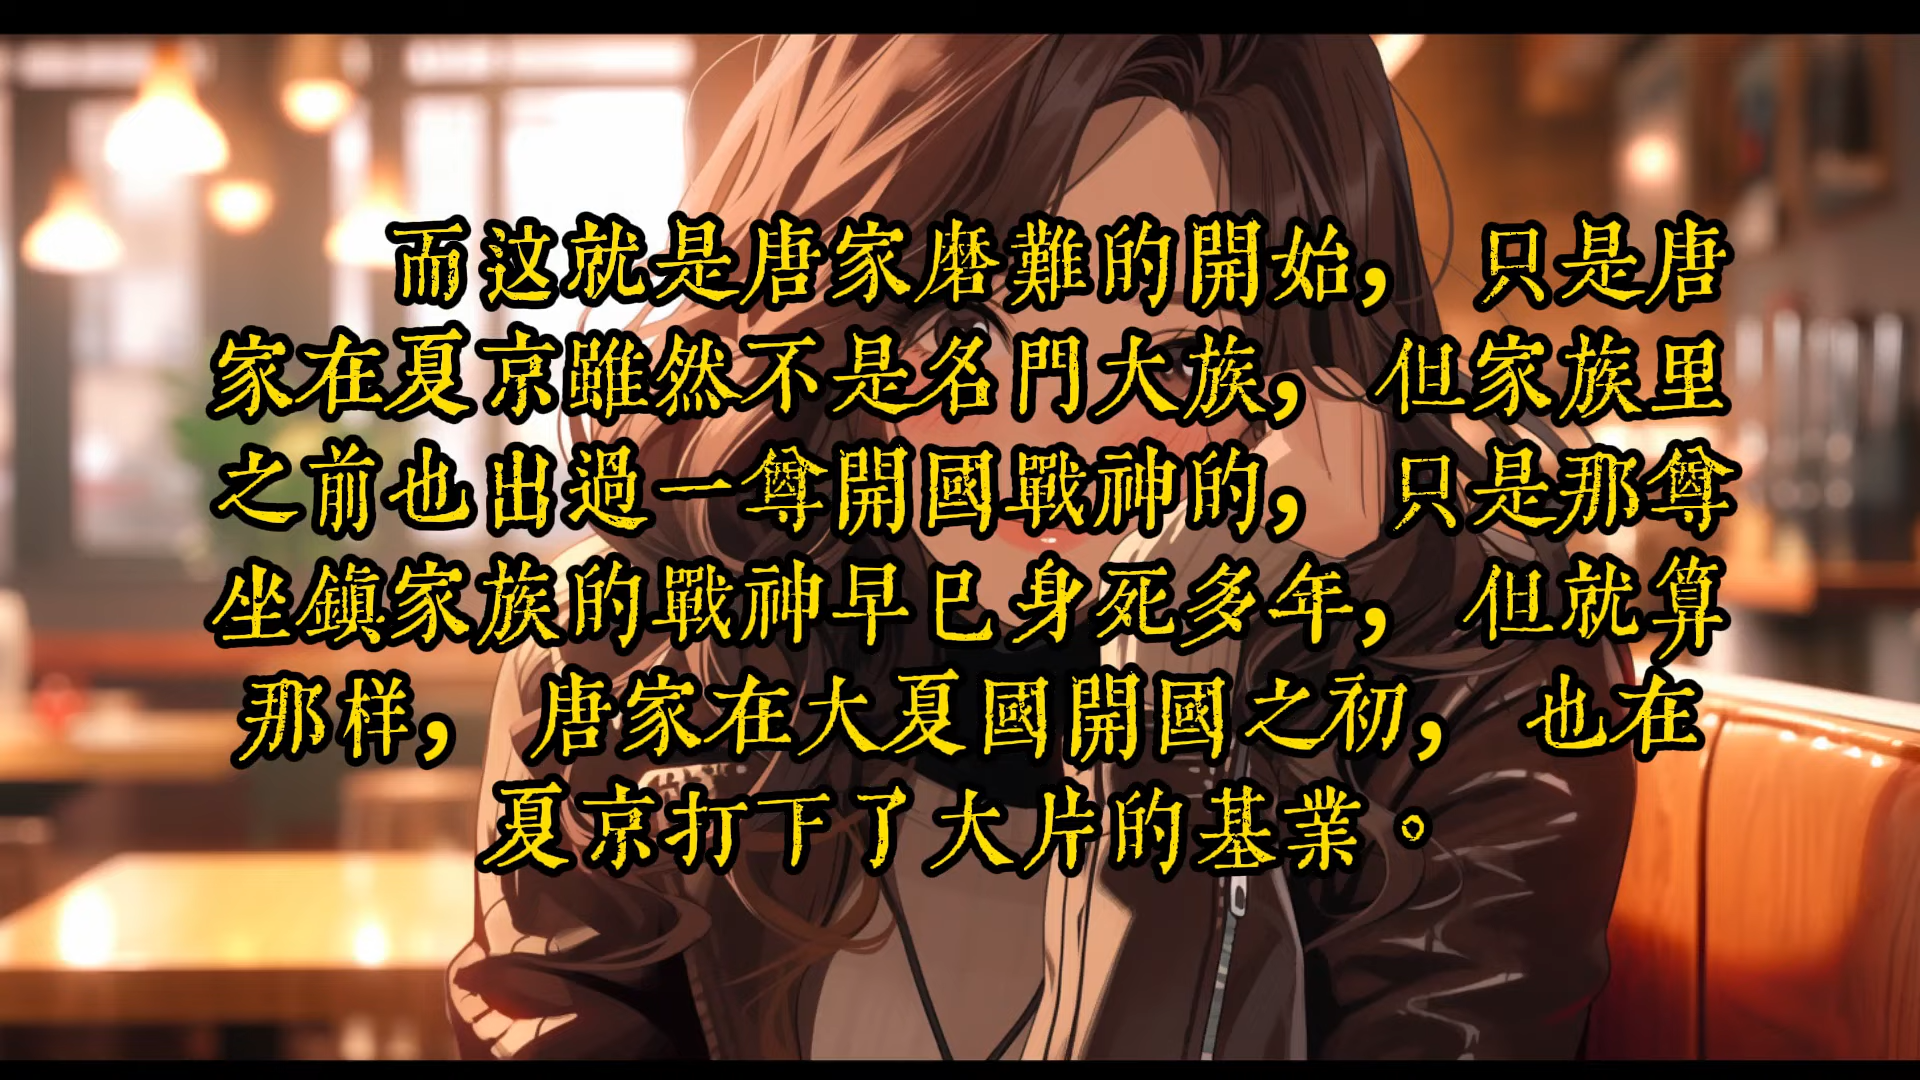 而这就是唐家磨難的開始， 只是唐
家在夏京雖然不是名門大族， 但家族里
之前也出過一尊開國戰神的， 只是那尊
坐鎮家族的戰神早已身死多年， 但就算
那样， 唐家在大夏國開國之初， 也在
夏京打下了大片的基業。